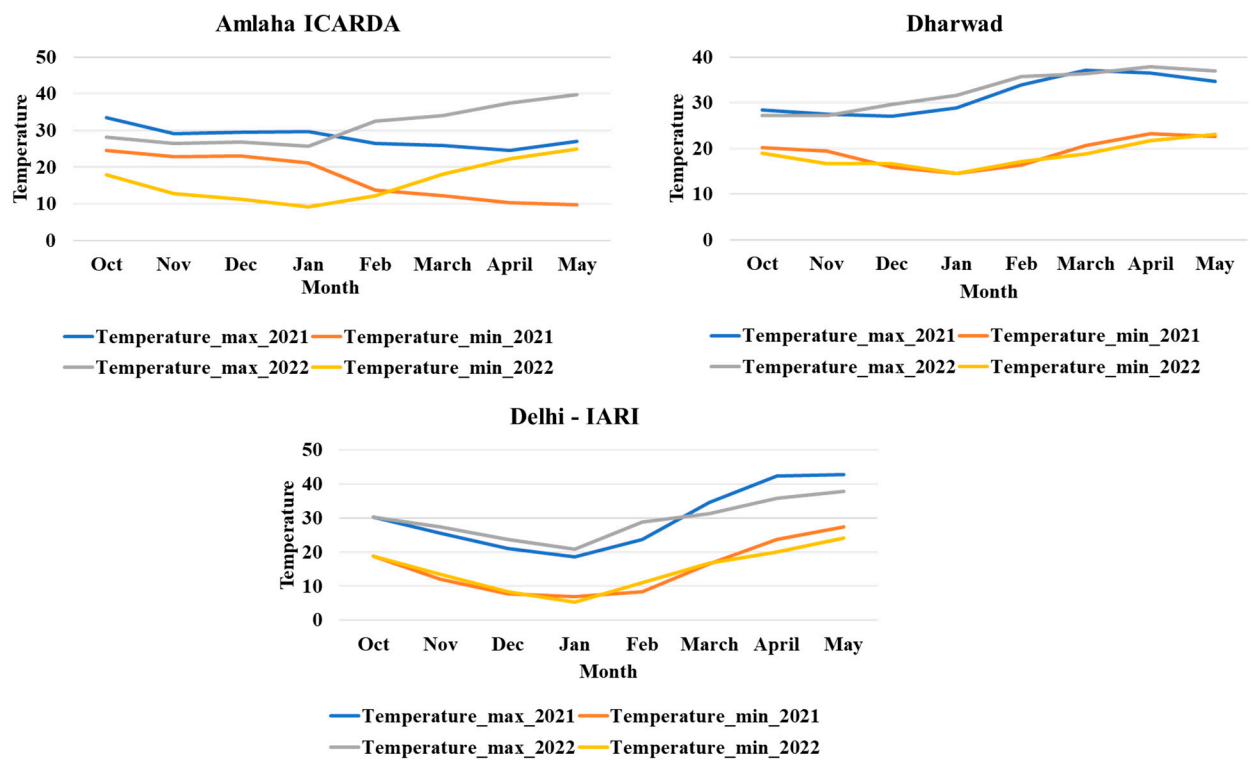 Amlaha ICARDA
50
40
30
20
10
0
Temperature
Oct Nov Dec Jan Feb March April May
Month
Temperature_max_2021 Temperature_min_2021
Temperature_max_2022 Temperature_min_2022
Dharwad
40
30
20
10
0
Temperature
Oct Nov Dec Jan Feb March April May
Month
Temperature_max_2021 Temperature_min_2021
Temperature_max_2022 Temperature_min_2022
Delhi - IARI
50
40
30
20
10
0
Temperature
Oct Nov Dec Jan Feb March April May
Month
Temperature_max_2021 Temperature_min_2021
Temperature_max_2022 Temperature_min_2022